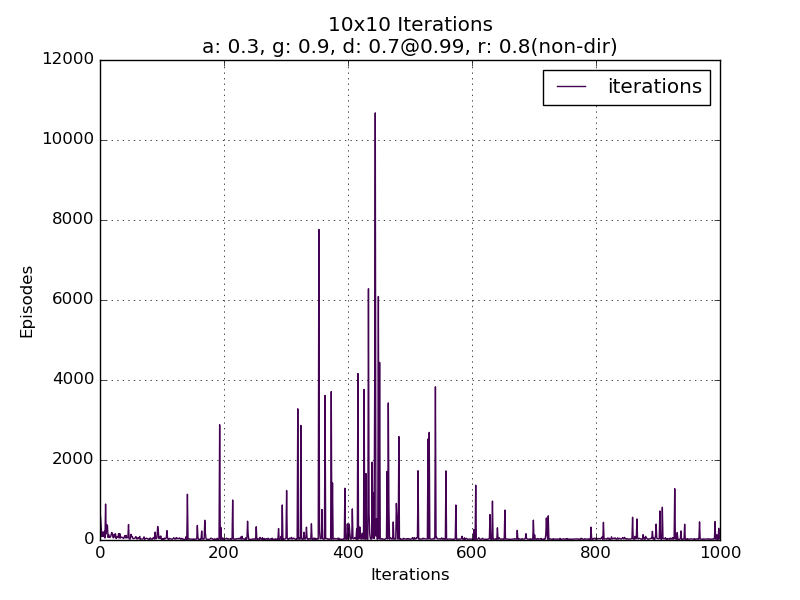 10x10 Iterations
a: 0.3, g: 0.9, d: 0.7@0.99, r: 0.8(non-dir)
12000
10000
8000
6000
4000
2000
0
iterations
Episodes
0 200 400 600 800 1000
Iterations